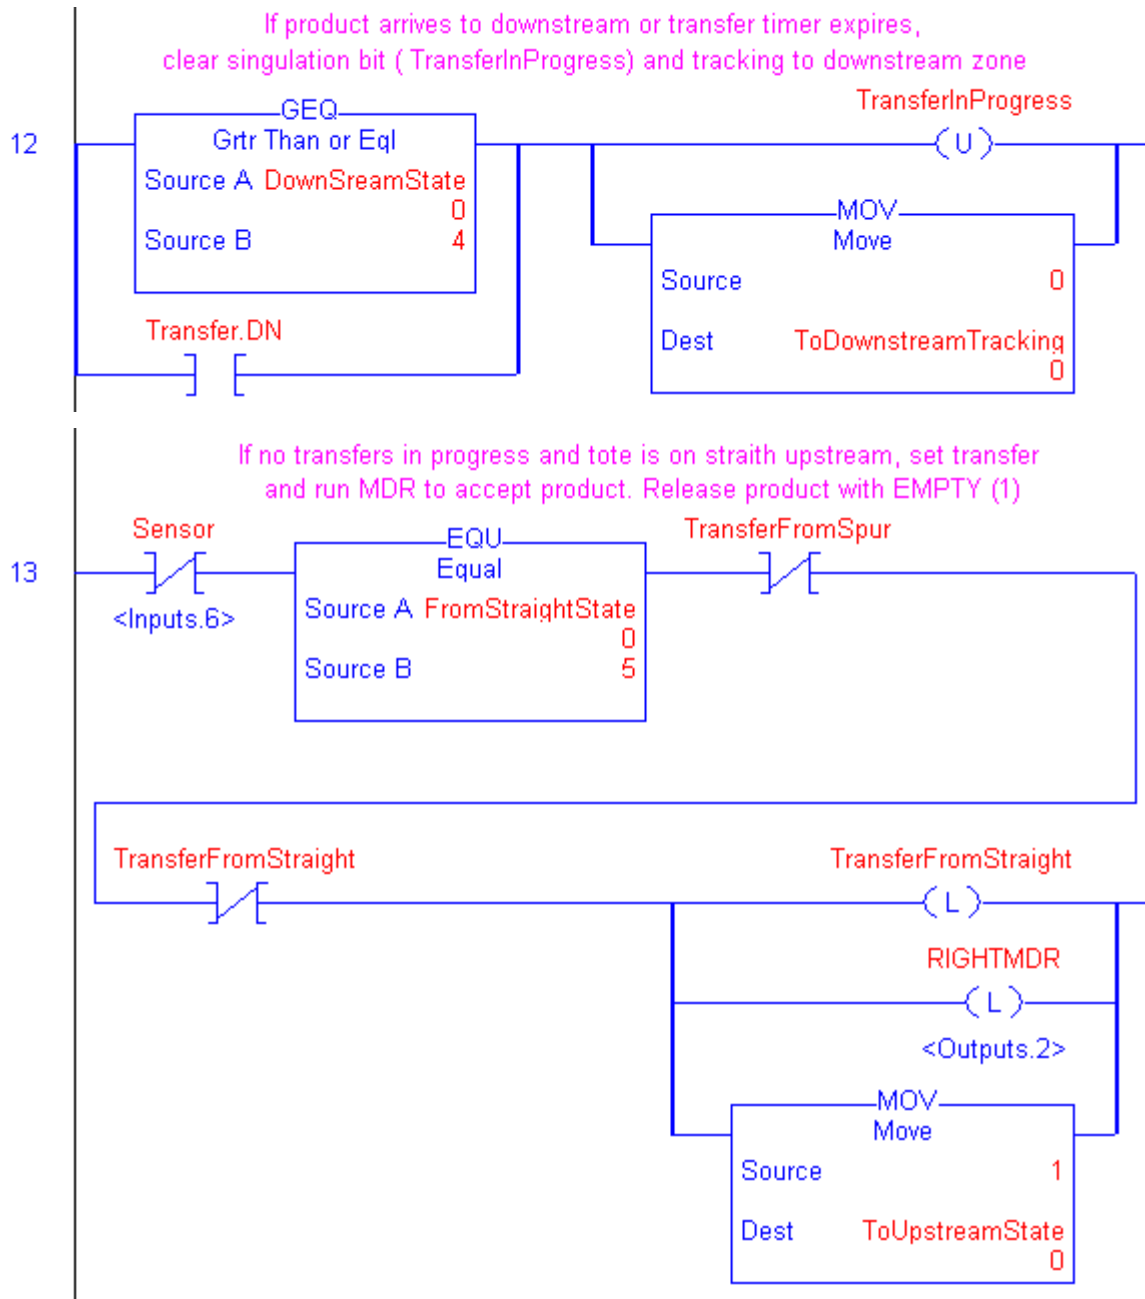 If product arrives to downstream or transfer timer expires,
clear singulation bit ( TransferInProgress) and tracking to downstream zone
12
GEQ
Grtr Than or Eql
Source A DownSreamState
0
Source B 4
Transfer.DN
TransferInProgress
U
MOV
Move
Source 0
Dest ToDownstreamTracking
0
If no transfers in progress and tote is on straith upstream, set transfer
and run MDR to accept product. Release product with EMPTY (1)
13
Sensor
<Inputs.6>
EQU
Equal
Source A FromStraightState
0
Source B 5
TransferFromSpur
TransferFromStraight
TransferFromStraight
L
RIGHTMDR
L
<Outputs.2>
MOV
Move
Source 1
Dest ToUpstreamState
0